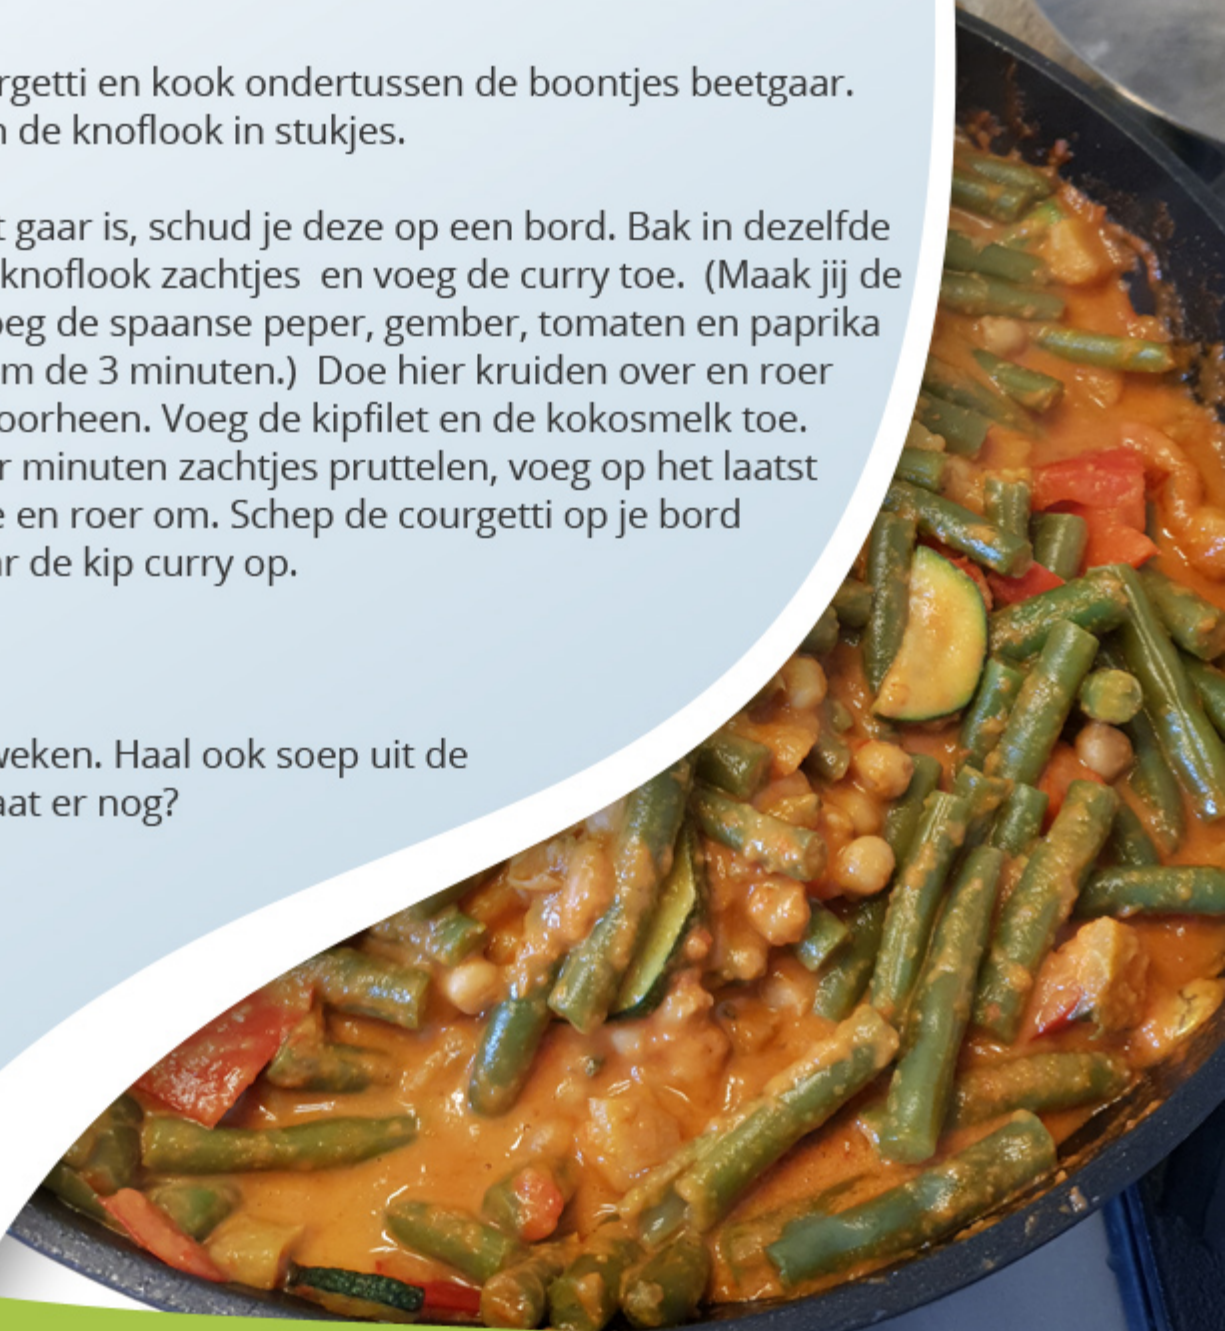 rgetti en kook ondertussen de boontjes beetgaar.
n de knoflook in stukjes.
t gaar is, schud je deze op een bord. Bak in dezelfde
knoflook zachtjes en voeg de curry toe. (Maak jij de
oeg de spaanse peper, gember, tomaten en paprika
m de 3 minuten.) Doe hier kruiden over en roer
oorheen. Voeg de kipfilet en de kokosmelk toe.
r minuten zachtjes pruttelen, voeg op het laatst
e en roer om. Schep de courgetti op je bord
ar de kip curry op.
weken. Haal ook soep uit de
aat er nog?